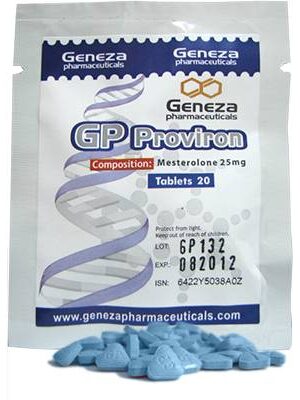 Geneza
pharmaceuticals
Geneza
pharmaceuticals
Geneza
pharmaceuticals
GP Proviron
Composition: Mesterolone 25mg
Tablets 20
Protect from light.
Keep out of reach of children.
LOT: GP132
EXP.: 082012
ISN: 6422Y5038A0Z
www.genezapharmaceuticals.com